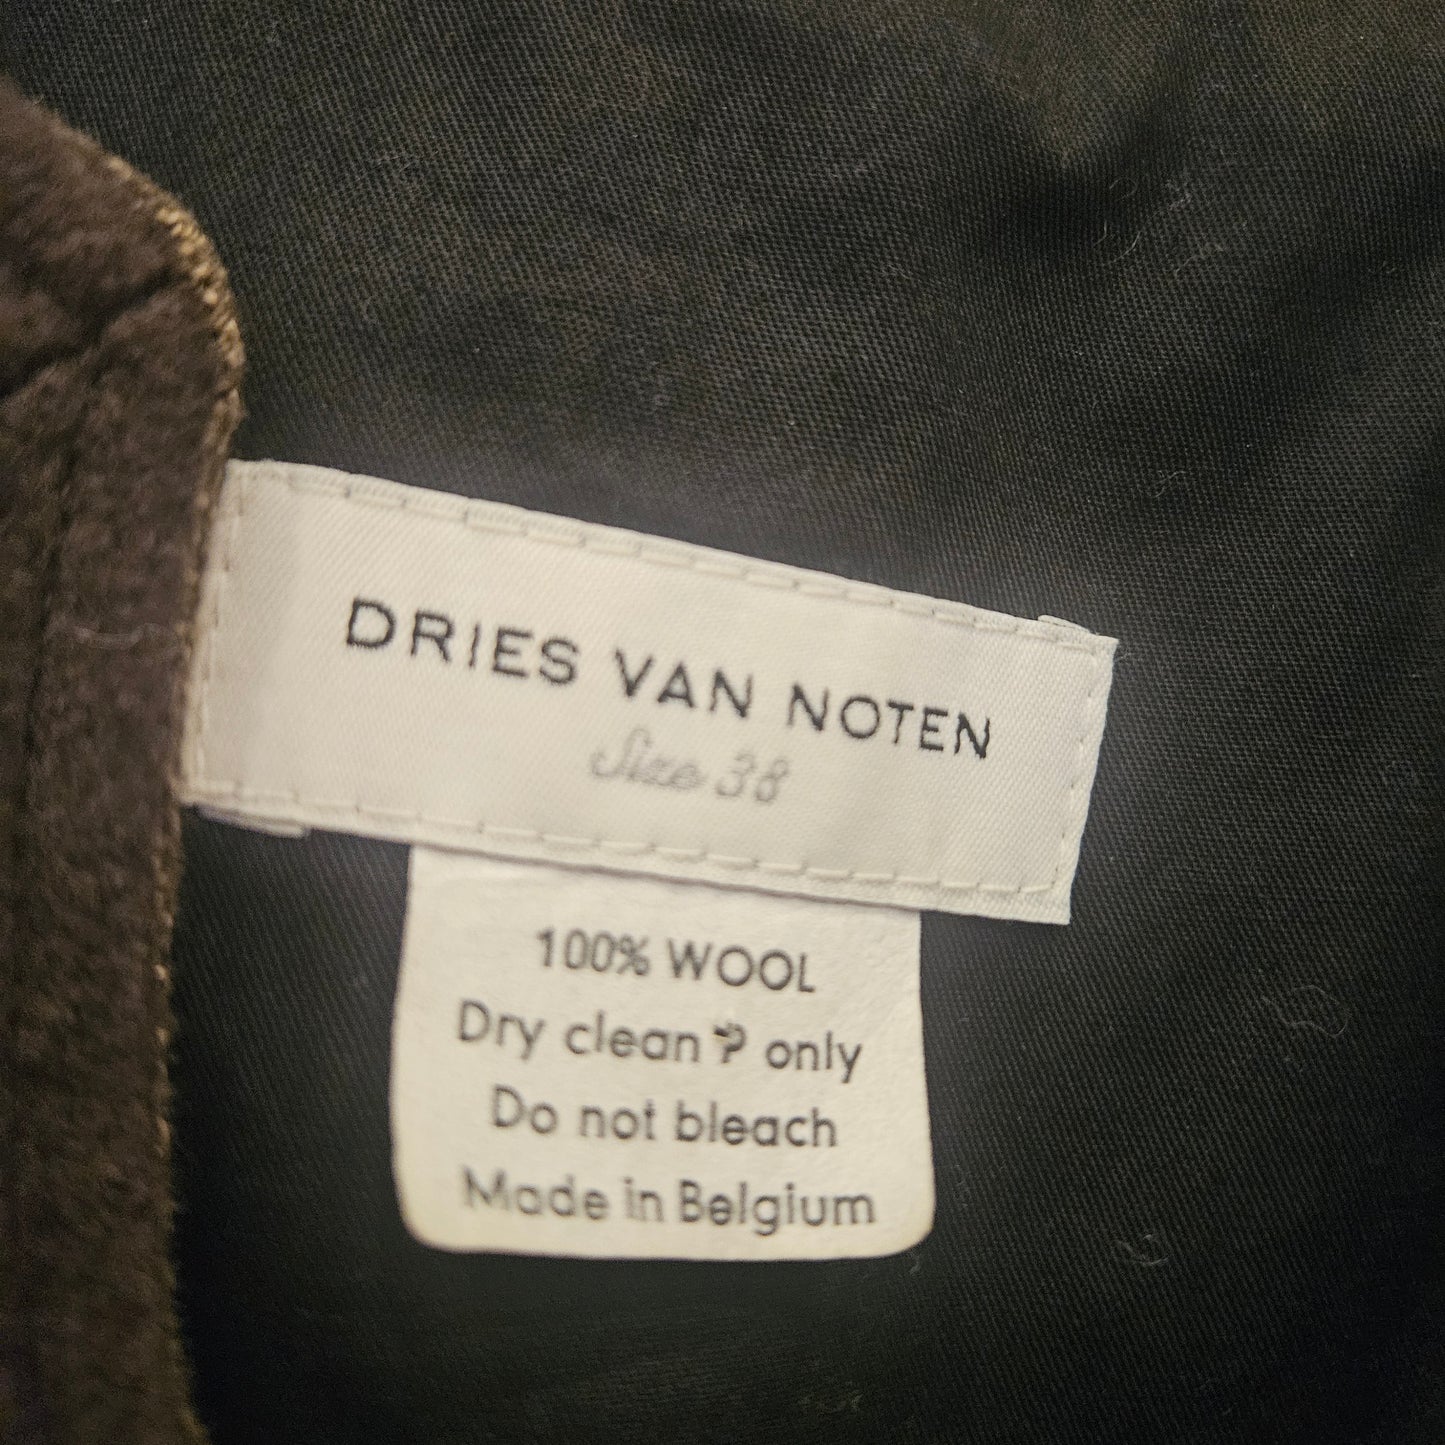 DRIES VAN NOTEN
Size 38
100% WOOL
Dry clean P only
Do not bleach
Made in Belgium